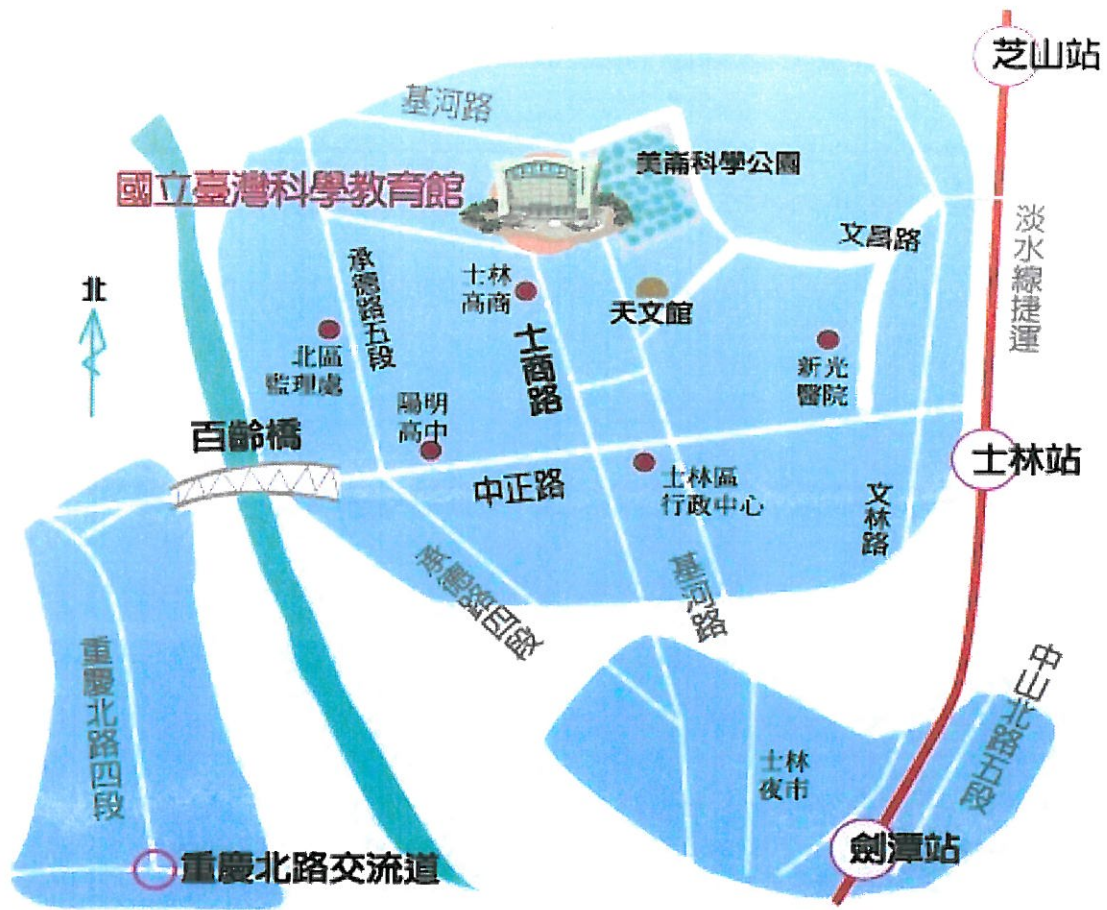 芝山站
基河路
美崙科學公園
國立臺灣科學教育館
文昌路
淡水線捷運
承德路五段
士林
高商
天文館
北
士商路
北區
監理處
新光
醫院
陽明
高中
百齡橋
士林站
中正路
士林區
行政中心
文林路
承德路四段
基河路
重慶北路四段
中山北路五段
士林
夜市
劍潭站
重慶北路交流道